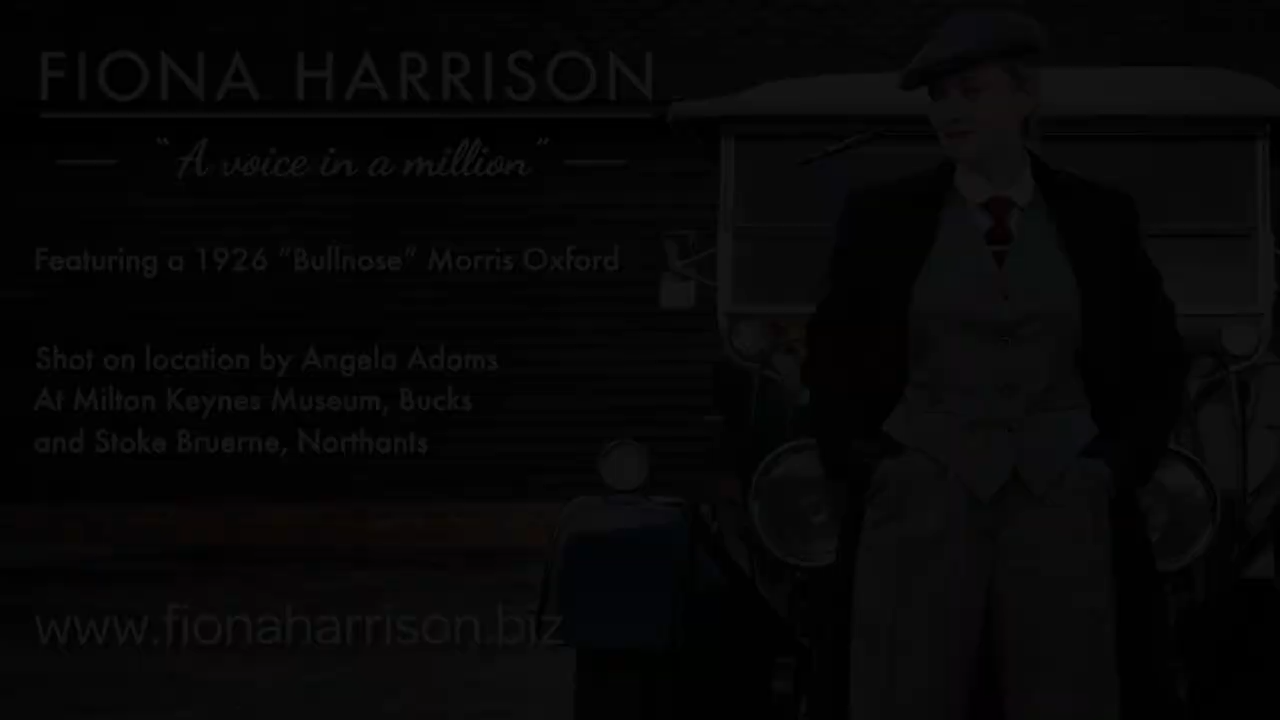 FIONA HARRISON
"A voice in a million"
Featuring a 1926 "Bullnose" Morris Oxford
Shot on location by Angela Adams
At Milton Keynes Museum, Bucks
and Stoke Bruerne, Northants
www.fionaharrison.biz